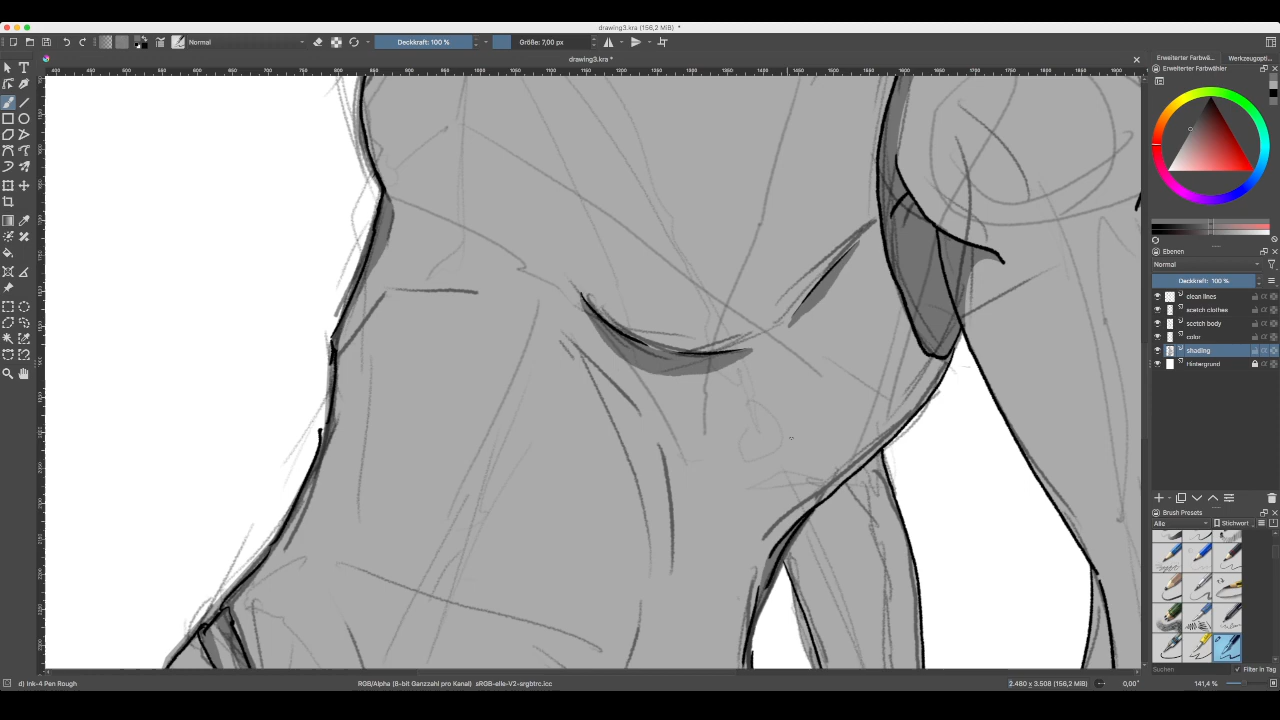 drawing3.kra (156,2 MiB) *
Normal
Deckkraft: 100 %
Größe: 7,00 px
drawing3.kra *
Erweiterter Farbwä...
Werkzeugopti...
Erweiterter Farbwähler
Ebenen
Normal
Deckkraft: 100 %
clean lines
scetch clothes
scetch body
color
shading
Hintergrund
Brush Presets
Alle
Stichwort
Suchen
Filter in Tag
d) Ink-4 Pen Rough
RGB/Alpha (8-bit Ganzzahl pro Kanal) sRGB-elle-V2-srgbtrc.icc
2.480 x 3.508 (156,2 MiB)
0,00°
141,4 %